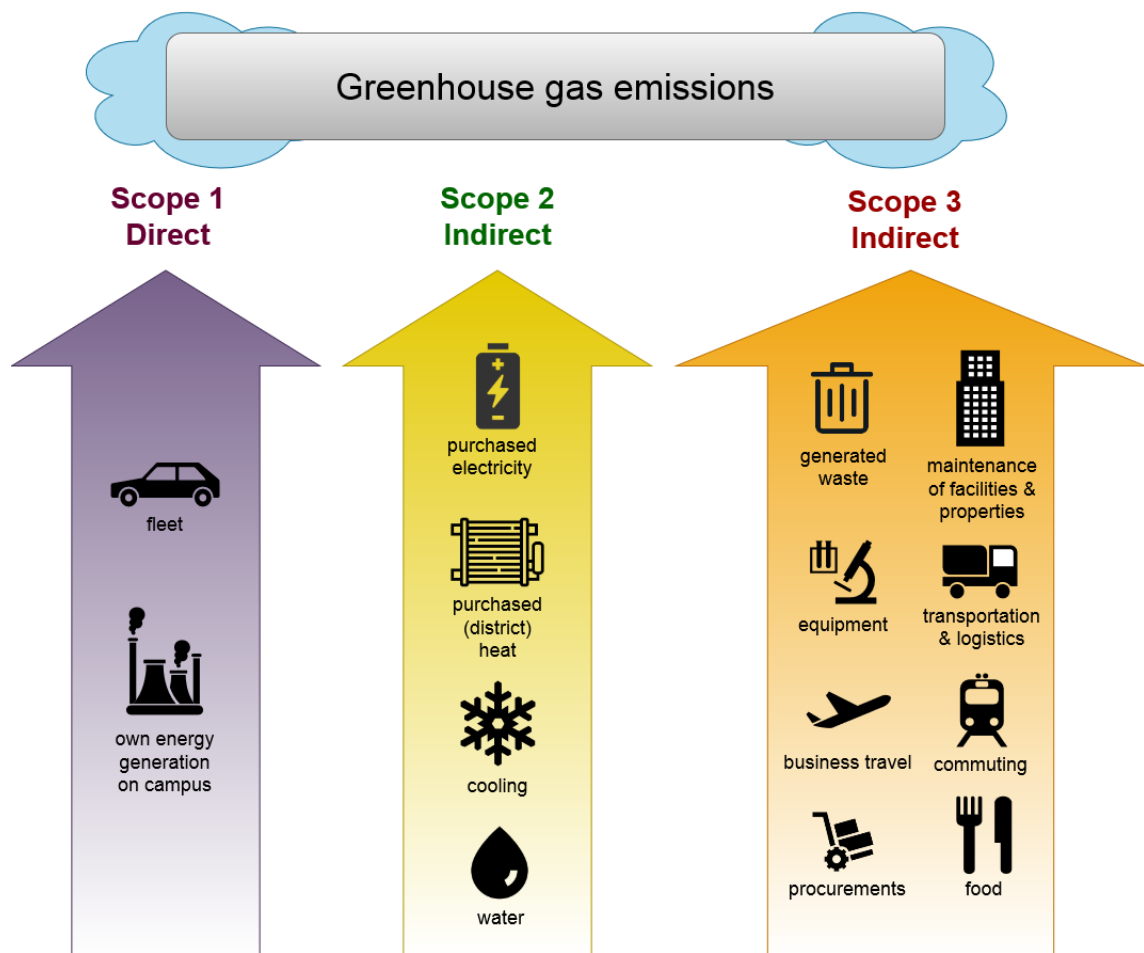 Greenhouse gas emissions
Scope 1
Direct
Scope 2
Indirect
Scope 3
Indirect
fleet
own energy
generation
on campus
purchased
electricity
purchased
(district)
heat
cooling
water
generated
waste
maintenance
of facilities &
properties
equipment
transportation
& logistics
business travel
commuting
procurements
food